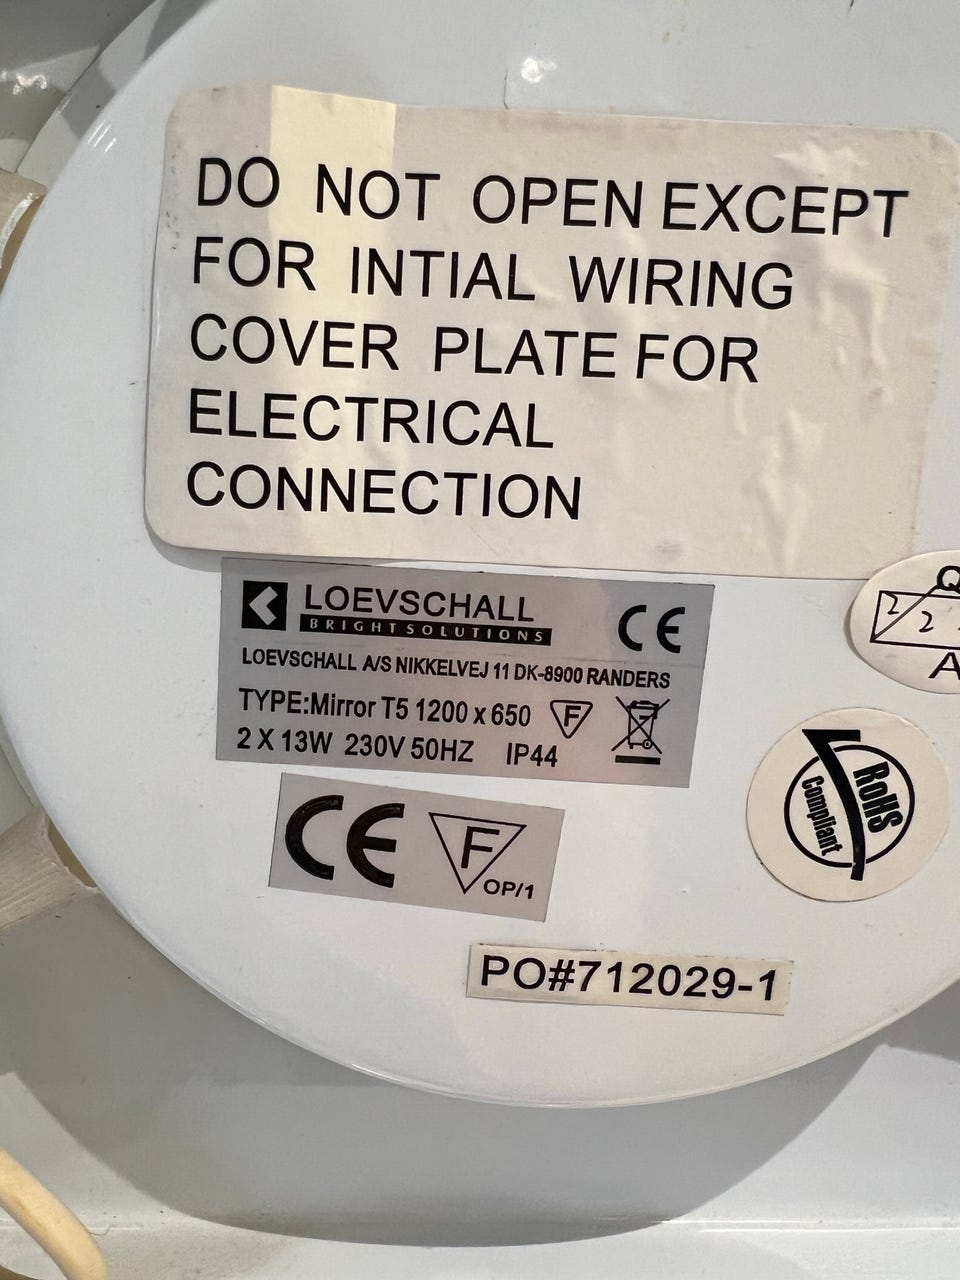 DO NOT OPEN EXCEPT
FOR INTIAL WIRING
COVER PLATE FOR
ELECTRICAL
CONNECTION
LOEVSCHALL
BRIGHT SOLUTIONS
CE
LOEVSCHALL A/S NIKKELVEJ 11 DK-8900 RANDERS
TYPE:Mirror T5 1200 x 650 F
2 X 13W 230V 50HZ IP44
CE F
OP/1
RoHS
Compliant
PO#712029-1